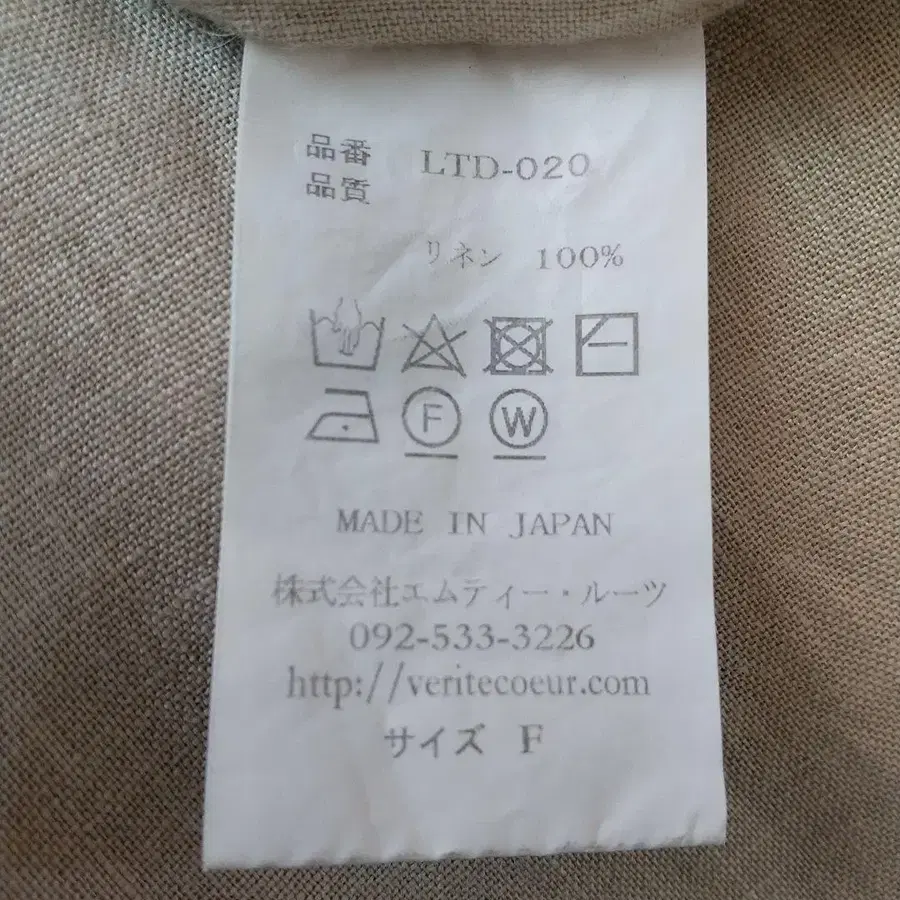 品番 LTD-020
品質
リネン 100%
F W
MADE IN JAPAN
株式会社エムティー・ルーツ
092-533-3226
http://veritecoeur.com
サイズ F